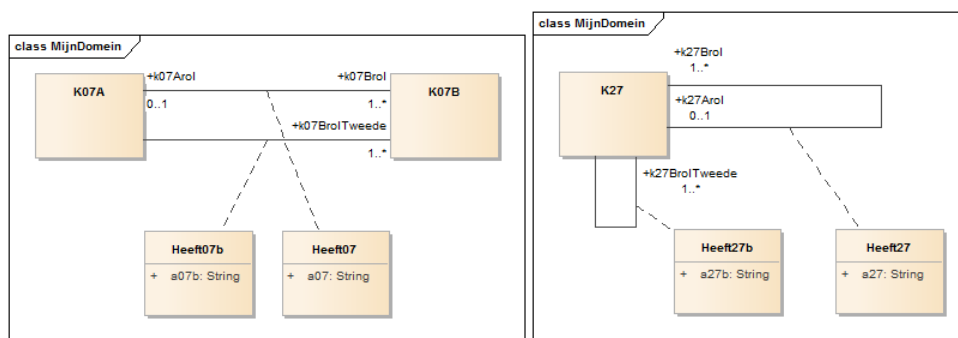 class MijnDomein
+k07Arol
+k07Brol
K07A
K07B
0..1
1..*
+k07BrolTweede
1..*
Heeft07b
+ a07b: String
Heeft07
+ a07: String
class MijnDomein
+k27Brol
1..*
K27
+k27Arol
0..1
+k27BrolTweede
1..*
Heeft27b
+ a27b: String
Heeft27
+ a27: String